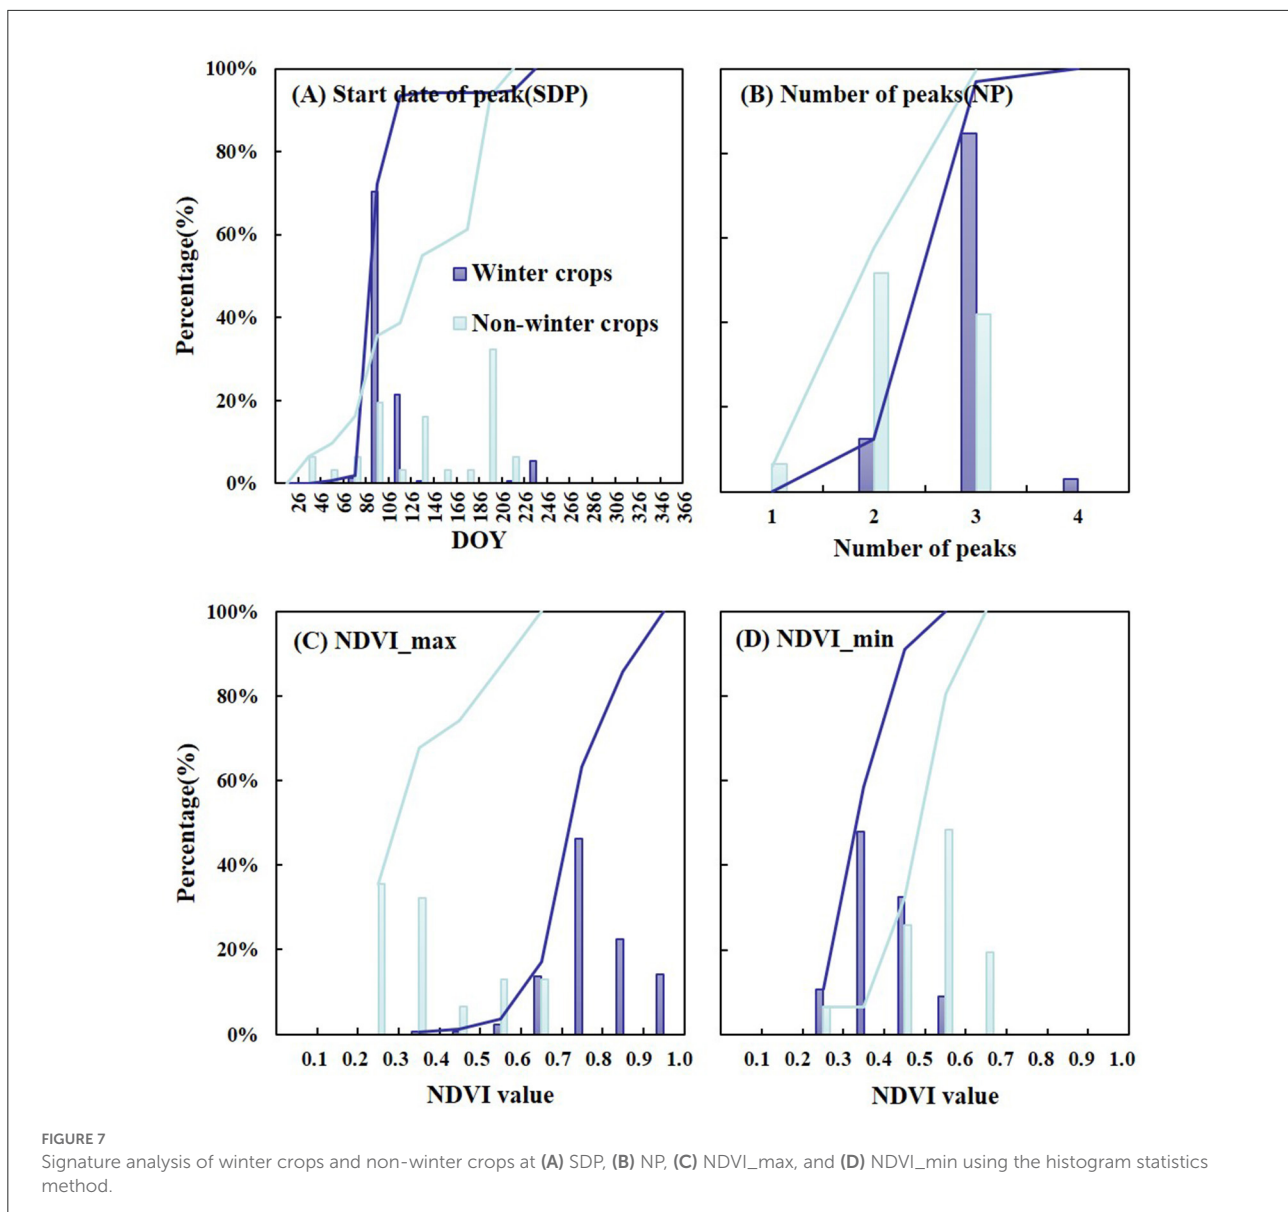 100%
80%
60%
40%
20%
0%
Percentage(%)
(A) Start date of peak(SDP)
Winter crops
Non-winter crops
26 46 66 86 106 126 146 166 186 206 226 246 266 286 306 326 346 366
DOY
(B) Number of peaks(NP)
1 2 3 4
Number of peaks
100%
80%
60%
40%
20%
0%
Percentage(%)
(C) NDVI_max
0.1 0.2 0.3 0.4 0.5 0.6 0.7 0.8 0.9 1.0
NDVI value
(D) NDVI_min
0.1 0.2 0.3 0.4 0.5 0.6 0.7 0.8 0.9 1.0
NDVI value
FIGURE 7
Signature analysis of winter crops and non-winter crops at (A) SDP, (B) NP, (C) NDVI_max, and (D) NDVI_min using the histogram statistics
method.